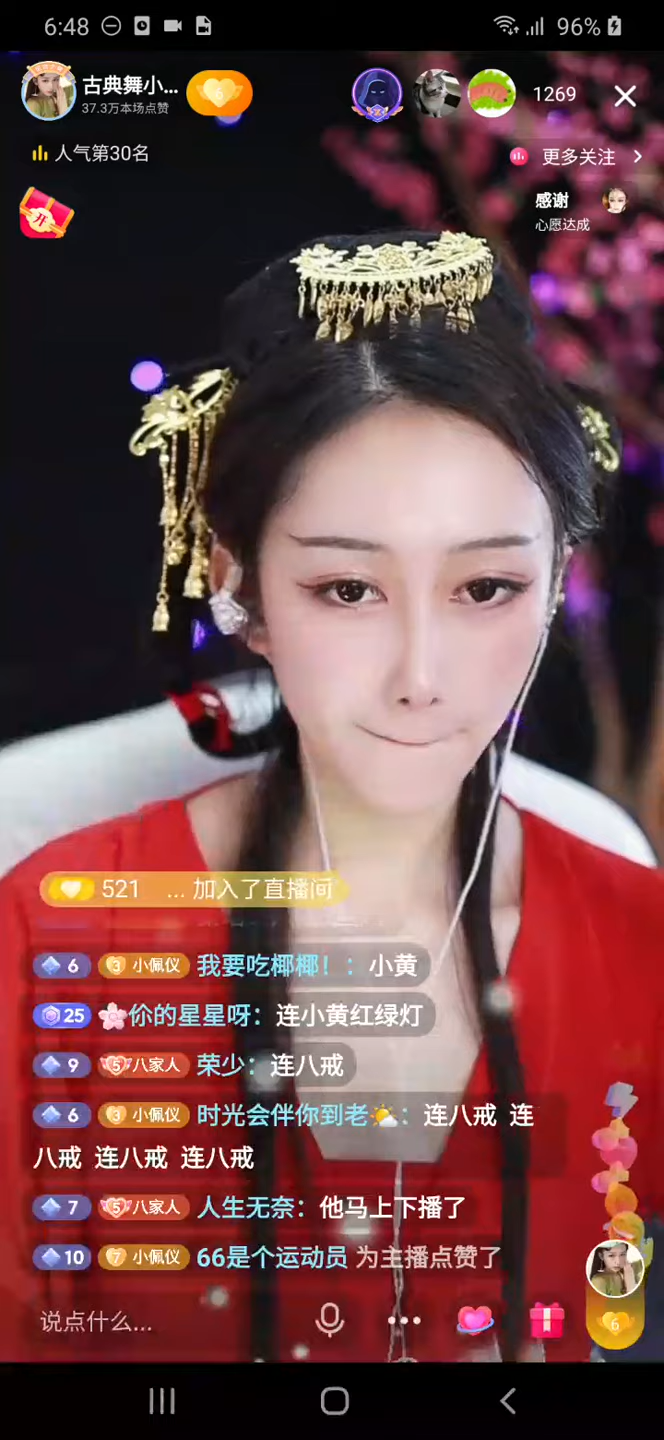 6:48
96%
古典舞小...
37.3万本场点赞
6
1269
人气第30名
更多关注
开
感谢
心愿达成
521 ... 加入了直播间
6 3 小佩仪 我要吃椰椰！：小黄
25 🌸伱的星星呀：连小黄红绿灯
9 5 八家人 荣少：连八戒
6 3 小佩仪 时光会伴你到老🌤：连八戒 连
八戒 连八戒 连八戒
7 5 八家人 人生无奈：他马上下播了
10 7 小佩仪 66是个运动员 为主播点赞了
说点什么...
6